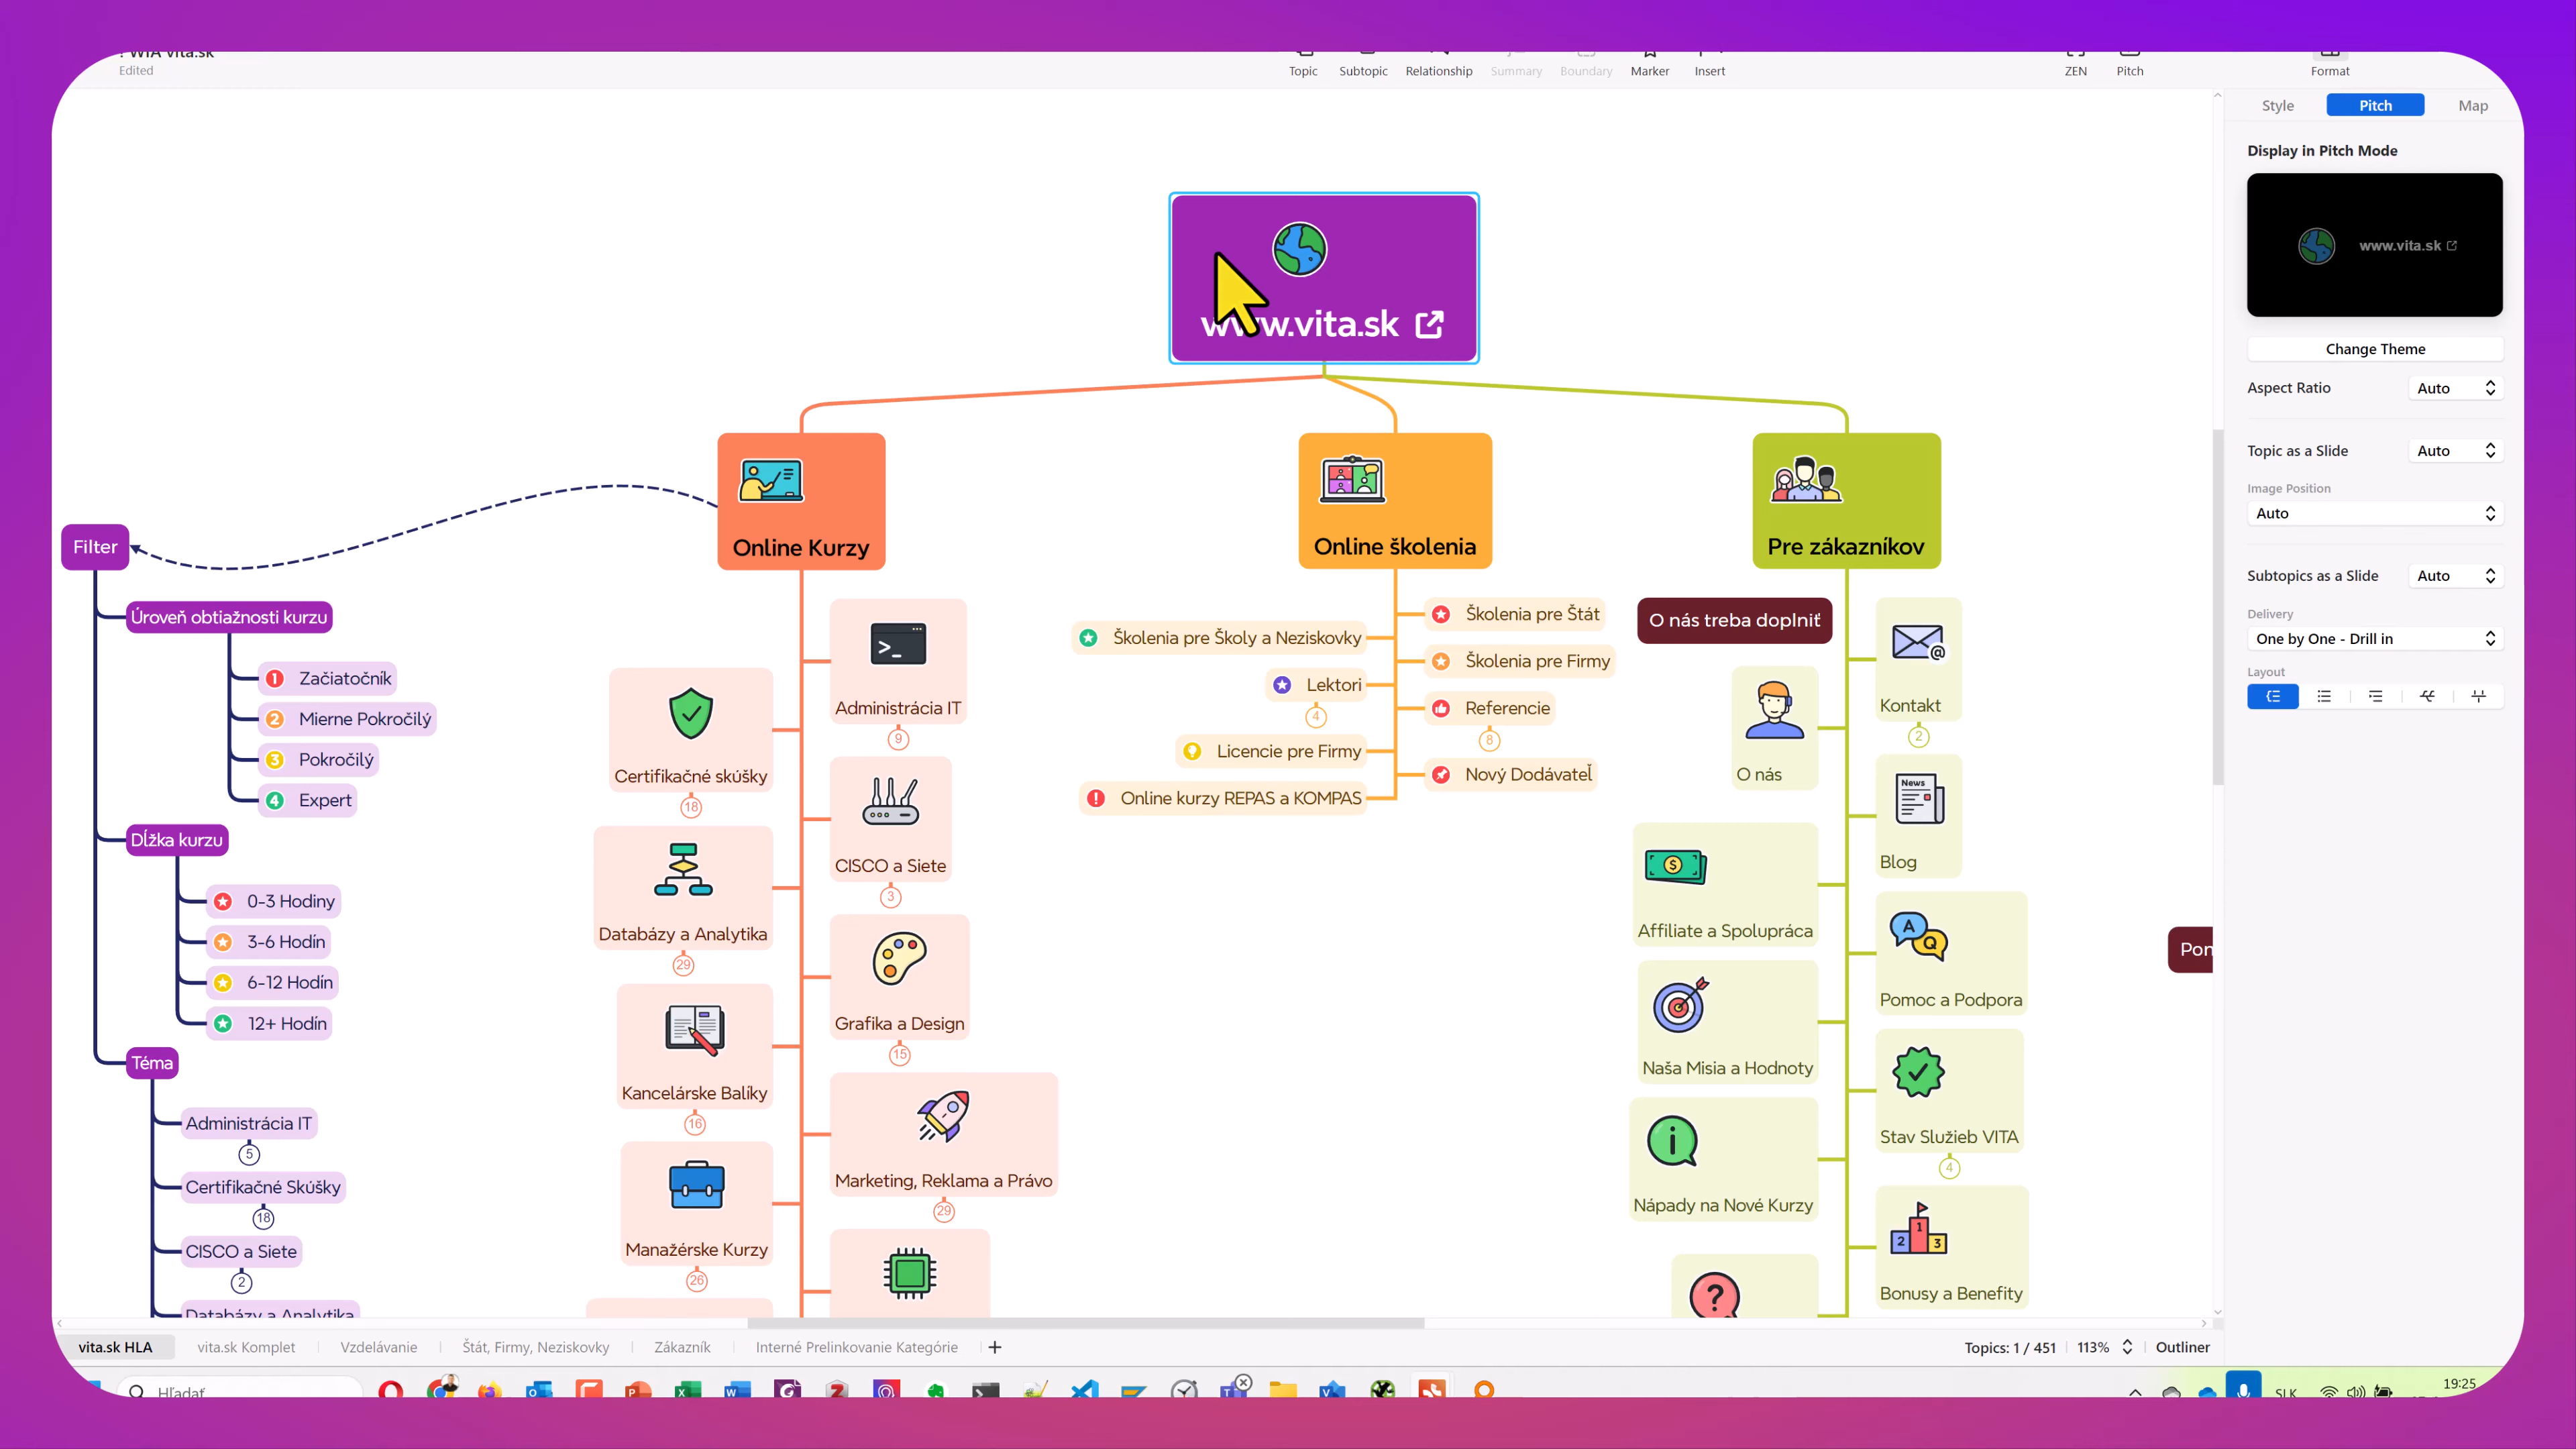 WTA vita.sk
Edited
Topic
Subtopic
Relationship
Summary
Boundary
Marker
Insert
ZEN
Pitch
Format
Style
Pitch
Map
Display in Pitch Mode
www.vita.sk
Change Theme
Aspect Ratio
Auto
Topic as a Slide
Auto
Image Position
Auto
Subtopics as a Slide
Auto
Delivery
One by One - Drill in
Layout
www.vita.sk
Online Kurzy
Online školenia
Pre zákazníkov
Filter
Úroveň obtiažnosti kurzu
1 Začiatočník
2 Mierne Pokročilý
3 Pokročilý
4 Expert
Dĺžka kurzu
0-3 Hodiny
3-6 Hodín
6-12 Hodín
12+ Hodín
Téma
Administrácia IT
5
Certifikačné Skúšky
18
CISCO a Siete
2
Databázy a Analytika
Certifikačné skúšky
18
Databázy a Analytika
29
Kancelárske Balíky
16
Manažérske Kurzy
26
>_
Administrácia IT
9
CISCO a Siete
3
Grafika a Design
15
Marketing, Reklama a Právo
29
Školenia pre Školy a Neziskovky
Lektori
4
Licencie pre Firmy
! Online kurzy REPAS a KOMPAS
Školenia pre Štát
Školenia pre Firmy
Referencie
8
Nový Dodávateľ
O nás treba doplniť
O nás
$
Affiliate a Spolupráca
Naša Misia a Hodnoty
i
Nápady na Nové Kurzy
?
@
Kontakt
2
News
Blog
A
Q
Pomoc a Podpora
Stav Služieb VITA
4
2 1 3
Bonusy a Benefity
Pon
vita.sk HLA
vita.sk Komplet
Vzdelávanie
Štát, Firmy, Neziskovky
Zákazník
Interné Prelinkovanie Kategórie
+
Topics: 1 / 451
113%
Outliner
Hľadať
SLK
19:25